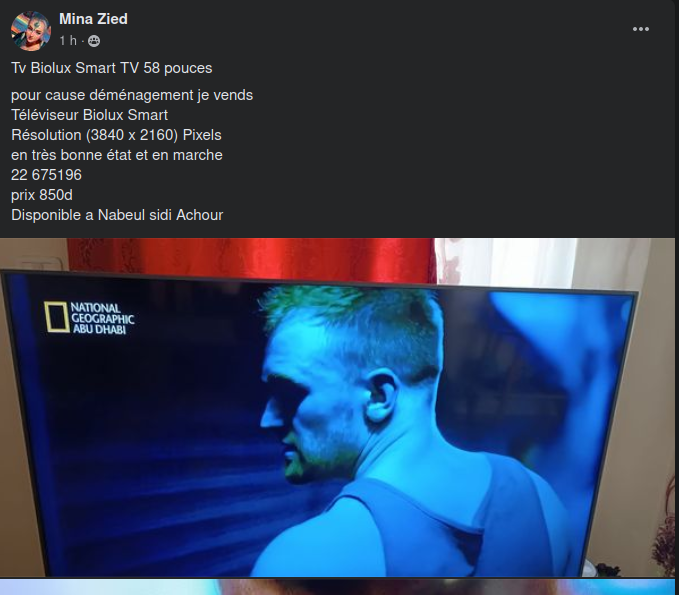 Mina Zied
1 h ·
Tv Biolux Smart TV 58 pouces
pour cause déménagement je vends
Téléviseur Biolux Smart
Résolution (3840 x 2160) Pixels
en très bonne état et en marche
22 675196
prix 850d
Disponible a Nabeul sidi Achour
NATIONAL
GEOGRAPHIC
ABU DHABI